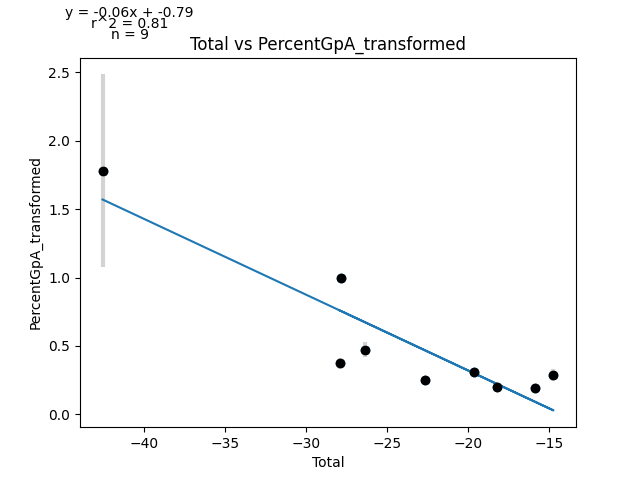 y = -0.06x + -0.79
r^2 = 0.81
n = 9
Total vs PercentGpA_transformed
2.5
2.0
1.5
1.0
0.5
0.0
PercentGpA_transformed
−40 −35 −30 −25 −20 −15
Total